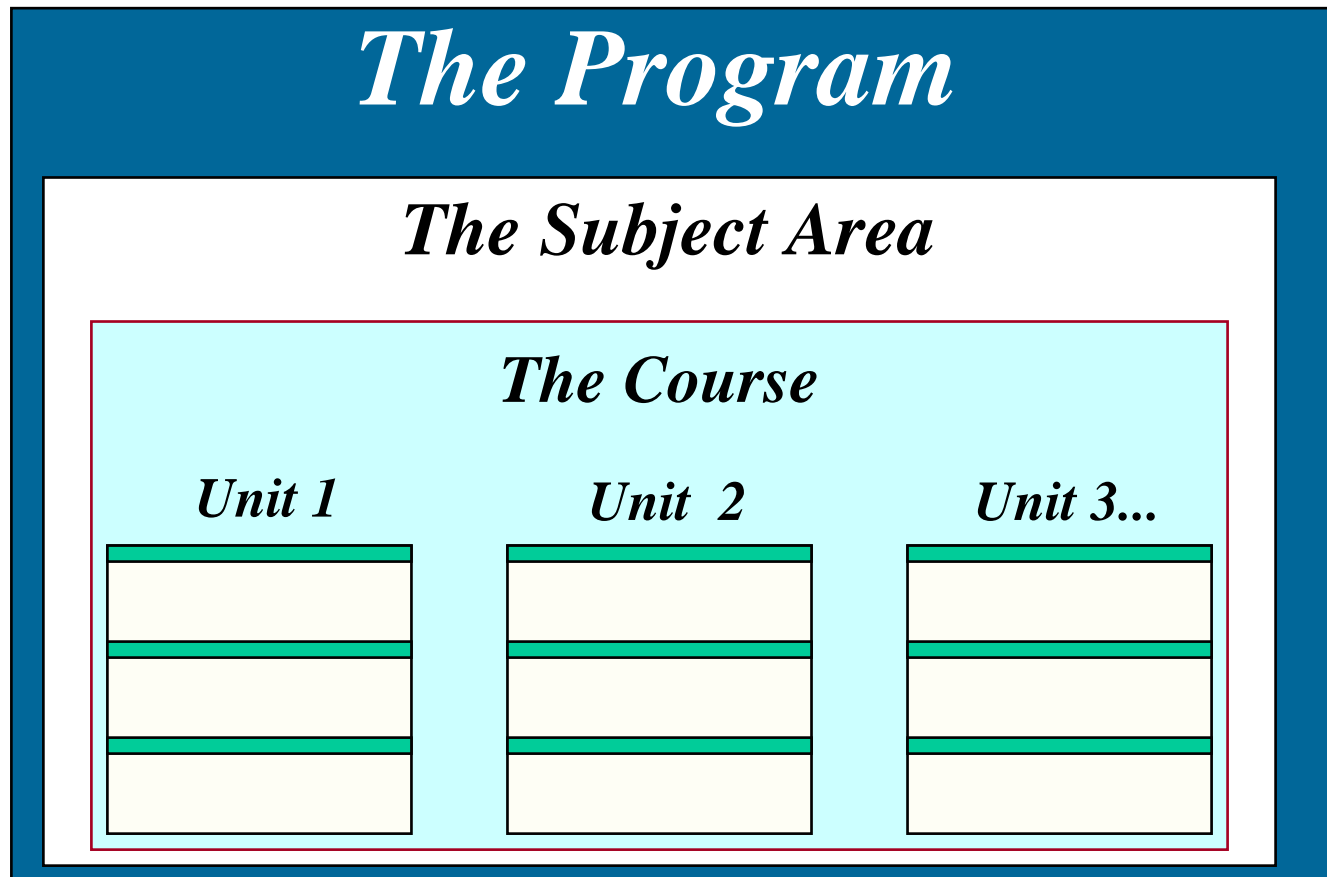 The Program
The Subject Area
The Course
Unit 1
Unit 2
Unit 3...